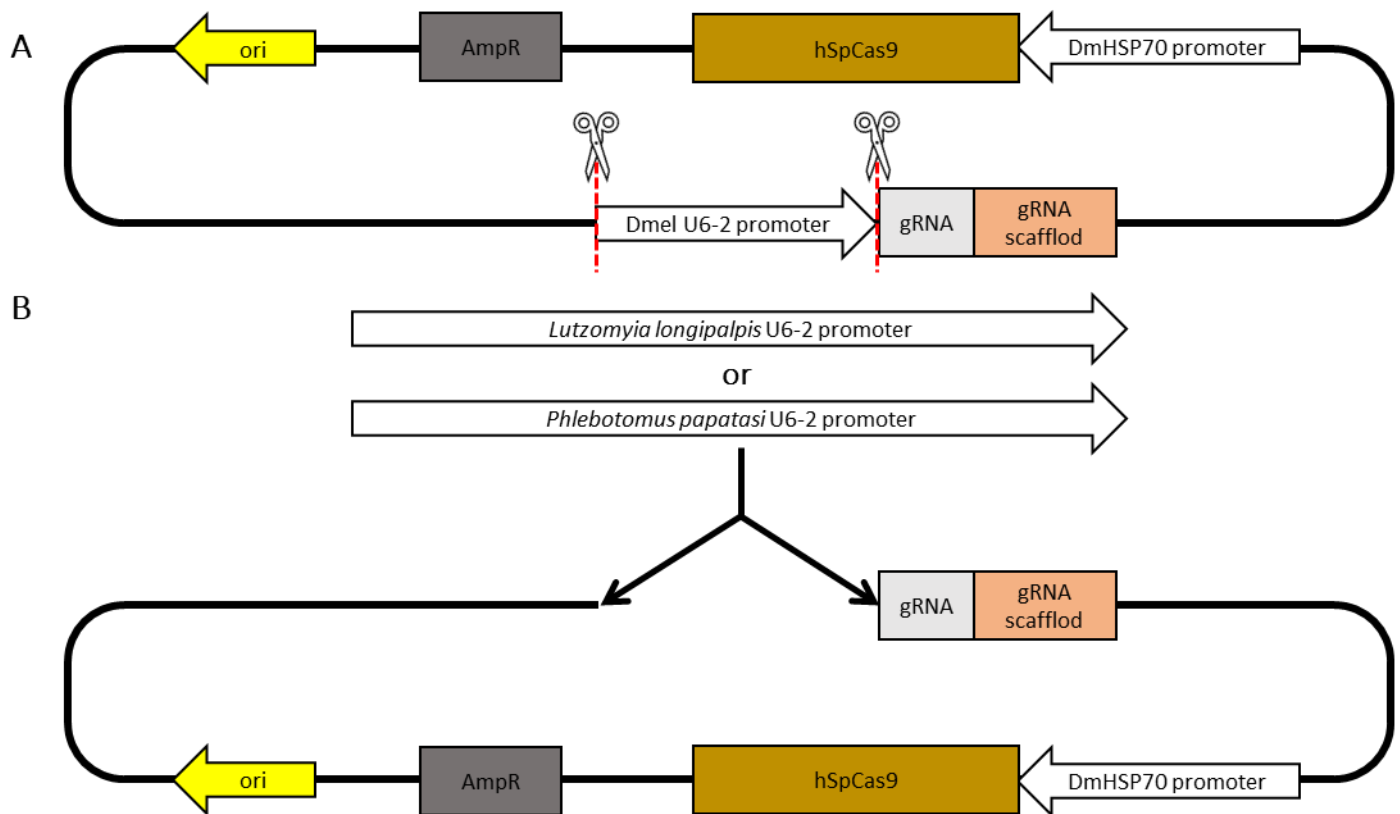 A
ori
AmpR
hSpCas9
DmHSP70 promoter
Dmel U6-2 promoter
gRNA
gRNA
scafflod
B
Lutzomyia longipalpis U6-2 promoter
or
Phlebotomus papatasi U6-2 promoter
gRNA
gRNA
scafflod
ori
AmpR
hSpCas9
DmHSP70 promoter